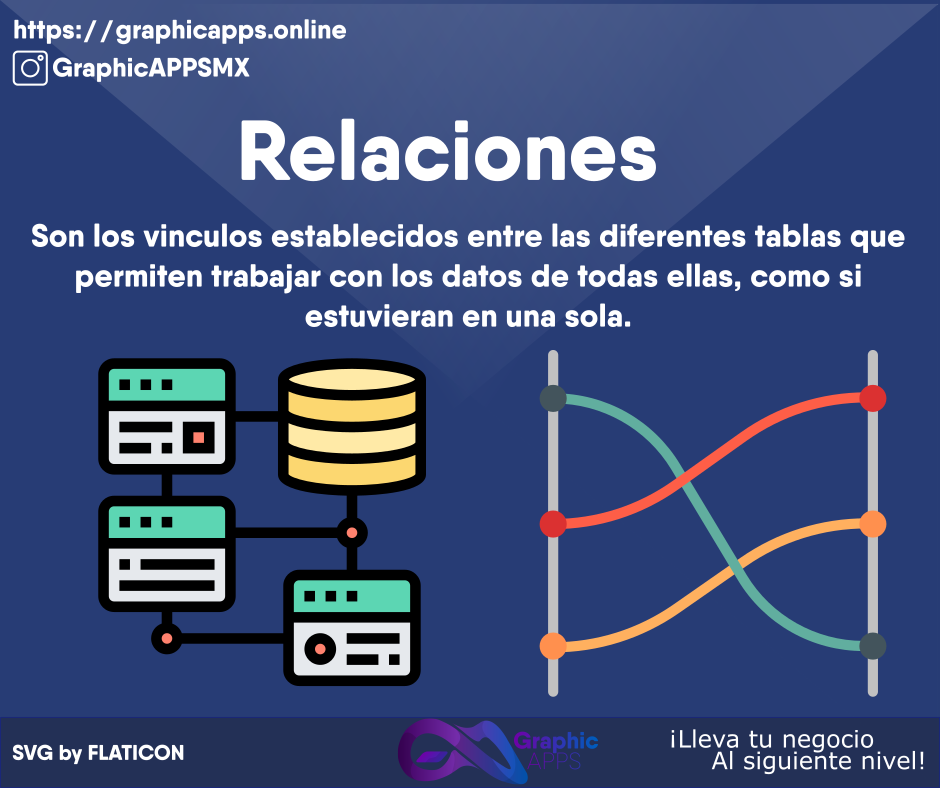 https://graphicapps.online
GraphicAPPSMX
Relaciones
Son los vinculos establecidos entre las diferentes tablas que
permiten trabajar con los datos de todas ellas, como si
estuvieran en una sola.
SVG by FLATICON
Graphic
APPS
¡Lleva tu negocio
Al siguiente nivel!